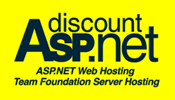 discount
ASP.net
ASP.NET Web Hosting
Team Foundation Server Hosting